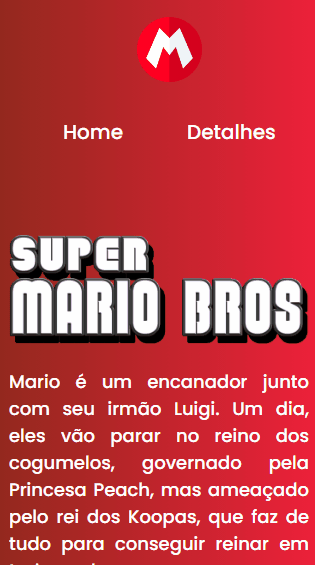 M
Home Detalhes
SUPER
MARIO BROS
Mario é um encanador junto
com seu irmão Luigi. Um dia,
eles vão parar no reino dos
cogumelos, governado pela
Princesa Peach, mas ameaçado
pelo rei dos Koopas, que faz de
tudo para conseguir reinar em